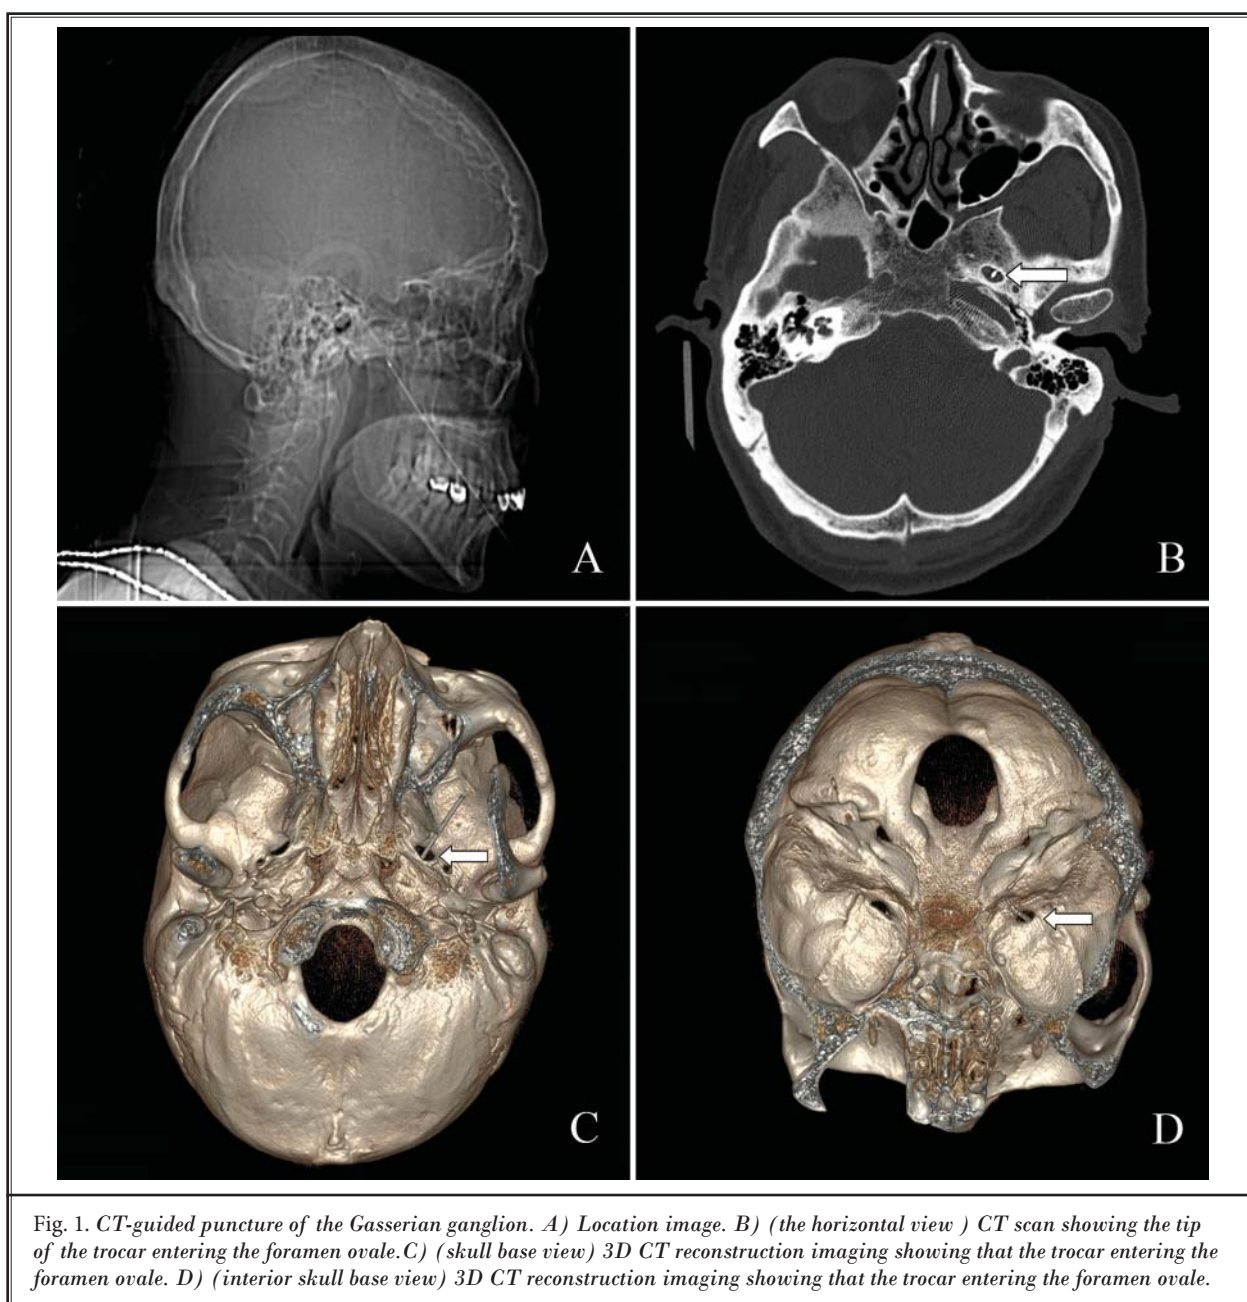 A
B
C
D
Fig. 1. CT-guided puncture of the Gasserian ganglion. A) Location image. B) (the horizontal view ) CT scan showing the tip
of the trocar entering the foramen ovale.C) (skull base view) 3D CT reconstruction imaging showing that the trocar entering the
foramen ovale. D) (interior skull base view) 3D CT reconstruction imaging showing that the trocar entering the foramen ovale.